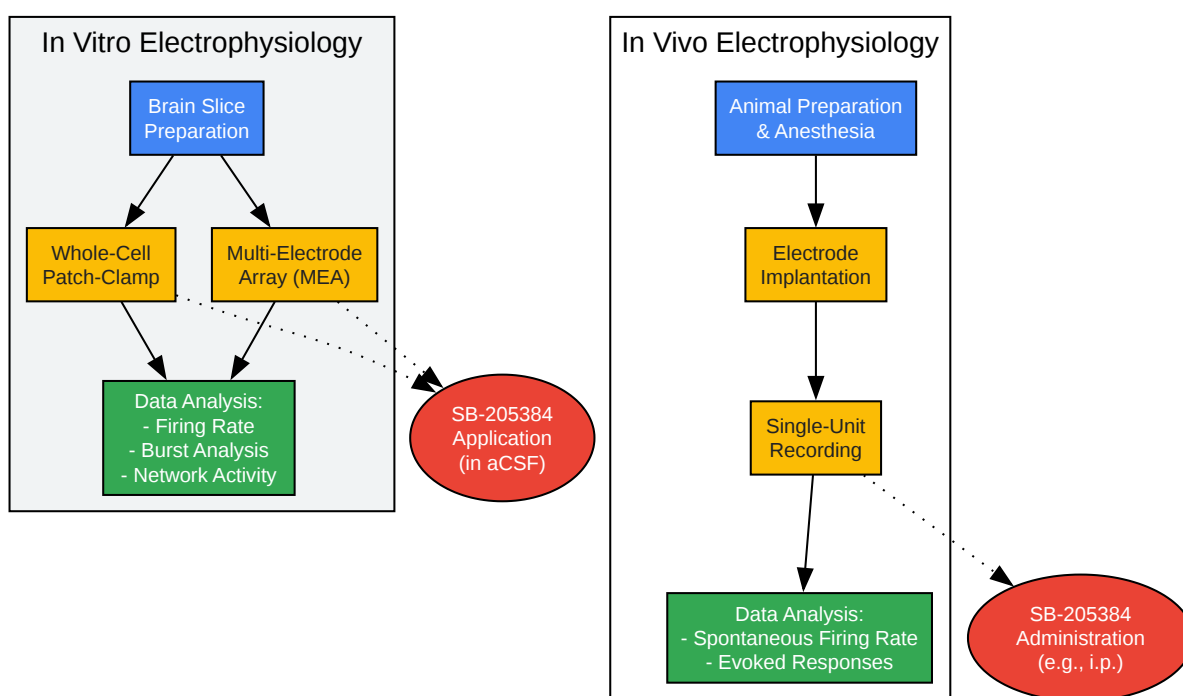 In Vitro Electrophysiology
Brain Slice
Preparation
Whole-Cell
Patch-Clamp
Multi-Electrode
Array (MEA)
Data Analysis:
- Firing Rate
- Burst Analysis
- Network Activity
SB-205384
Application
(in aCSF)
In Vivo Electrophysiology
Animal Preparation
& Anesthesia
Electrode
Implantation
Single-Unit
Recording
Data Analysis:
- Spontaneous Firing Rate
- Evoked Responses
SB-205384
Administration
(e.g., i.p.)